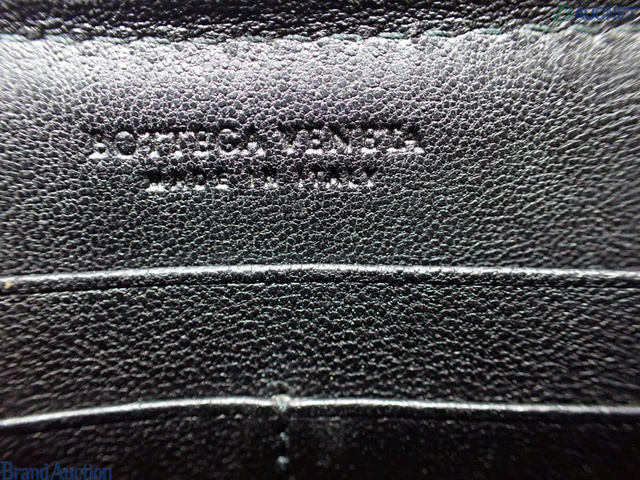 BOTTEGA VENETA
MADE IN ITALY
Brand Auction